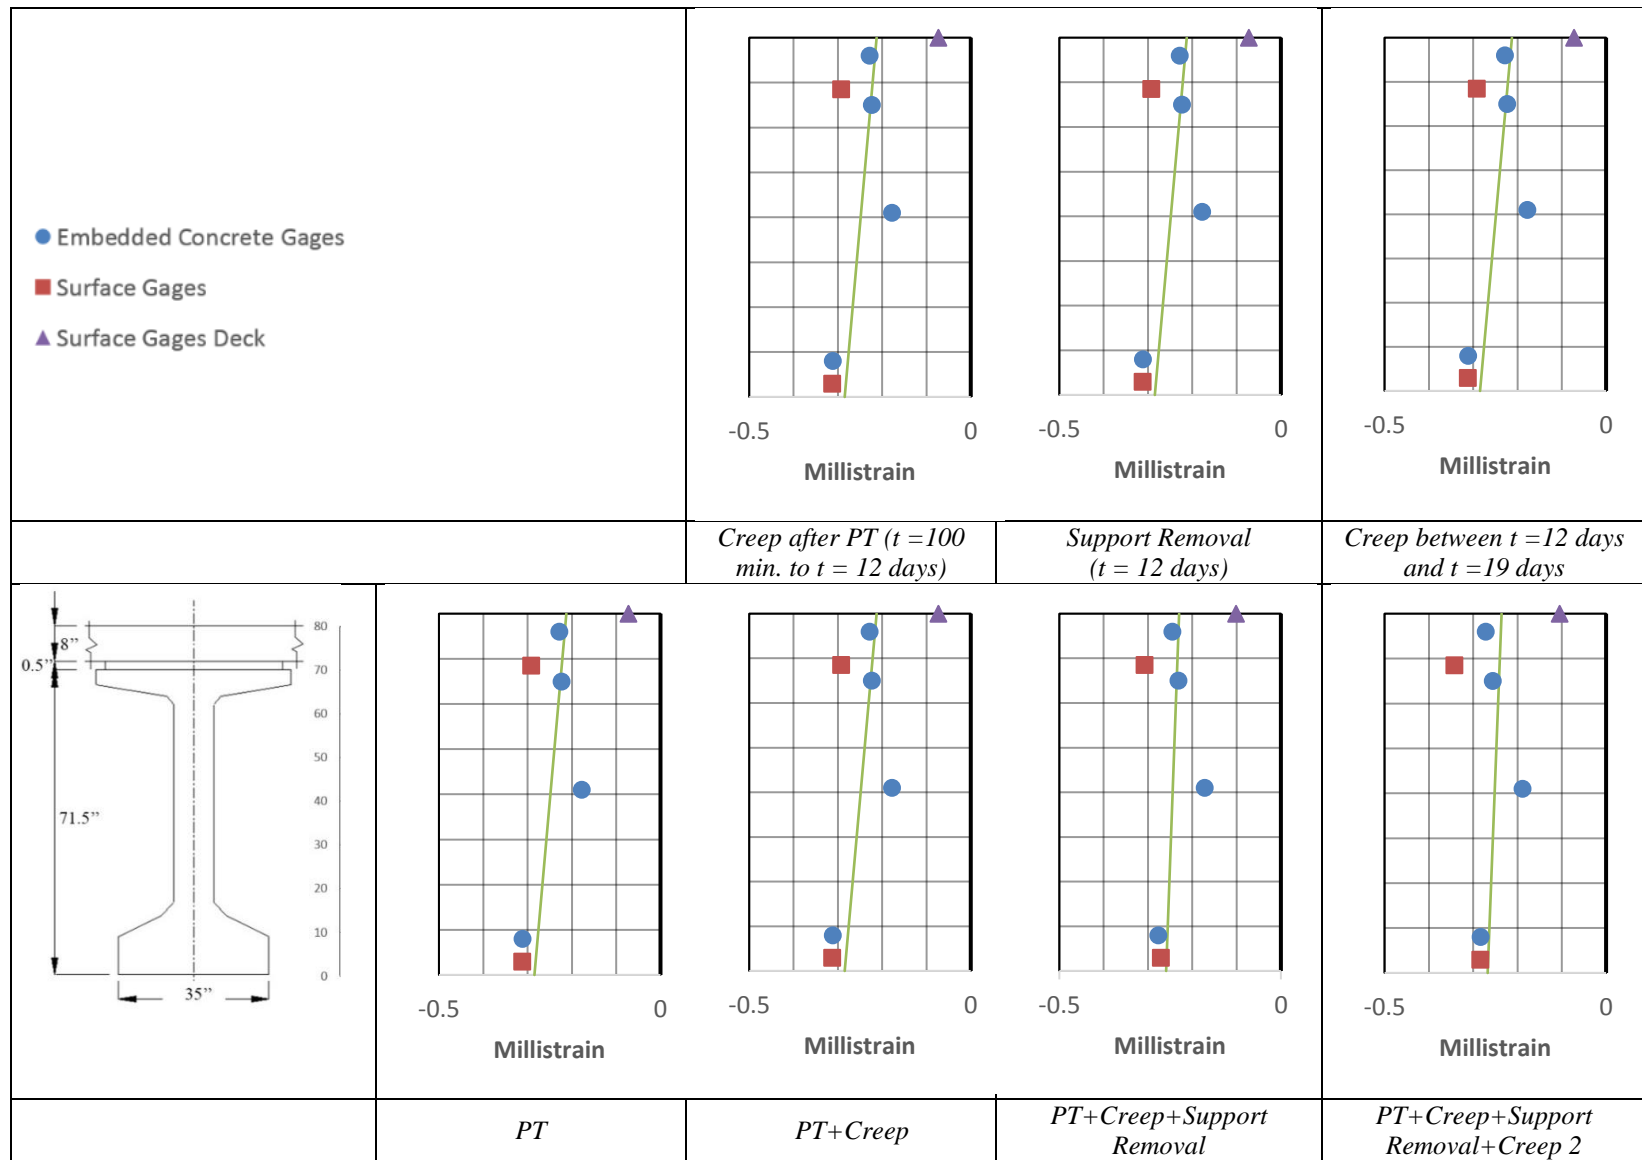 Embedded Concrete Gages
Surface Gages
Surface Gages Deck
-0.5 0
Millistrain
-0.5 0
Millistrain
-0.5 0
Millistrain
Creep after PT (t =100
min. to t = 12 days)
Support Removal
(t = 12 days)
Creep between t =12 days
and t =19 days
8”
0.5”
71.5”
35”
80
70
60
50
40
30
20
10
0
-0.5 0
Millistrain
-0.5 0
Millistrain
-0.5 0
Millistrain
-0.5 0
Millistrain
PT
PT+Creep
PT+Creep+Support
Removal
PT+Creep+Support
Removal+Creep 2